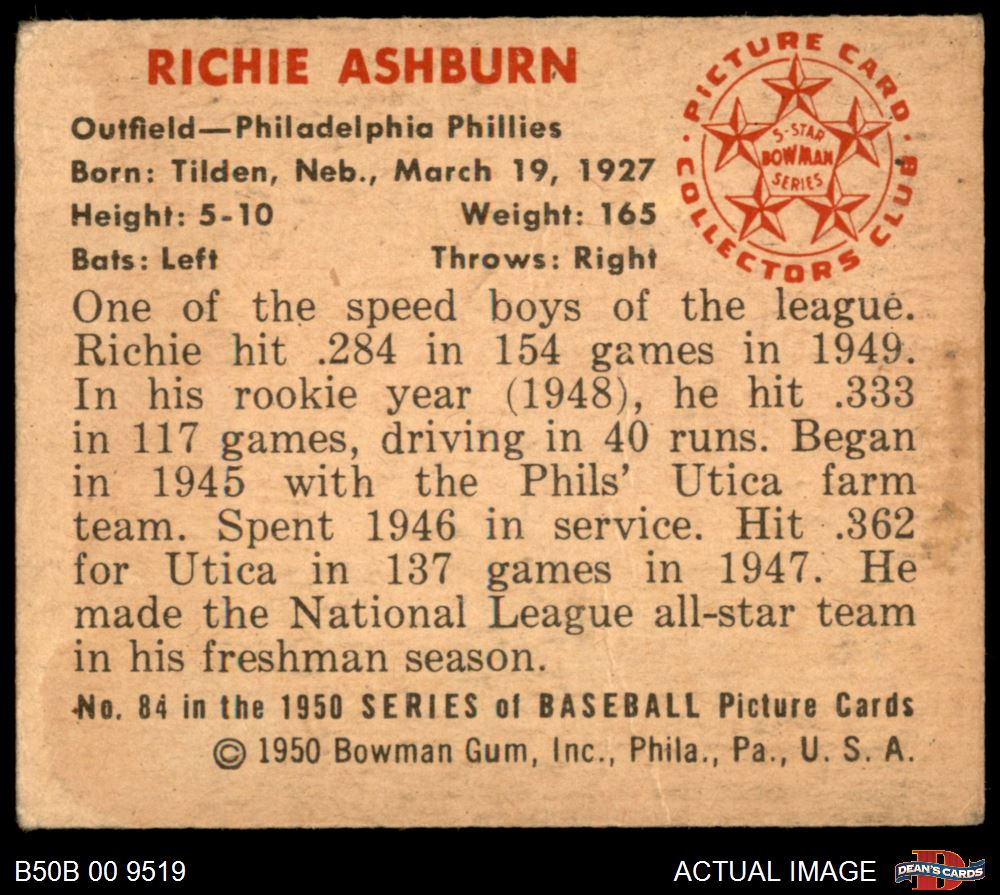 RICHIE ASHBURN
Outfield—Philadelphia Phillies
Born: Tilden, Neb., March 19, 1927
Height: 5-10 Weight: 165
Bats: Left Throws: Right
· PICTURE CARD ·
COLLECTORS CLUB
5-STAR
BOWMAN
SERIES
One of the speed boys of the league.
Richie hit .284 in 154 games in 1949.
In his rookie year (1948), he hit .333
in 117 games, driving in 40 runs. Began
in 1945 with the Phils' Utica farm
team. Spent 1946 in service. Hit .362
for Utica in 137 games in 1947. He
made the National League all-star team
in his freshman season.
No. 84 in the 1950 SERIES of BASEBALL Picture Cards
© 1950 Bowman Gum, Inc., Phila., Pa., U. S. A.
B50B 00 9519
ACTUAL IMAGE
D
DEAN'S CARDS